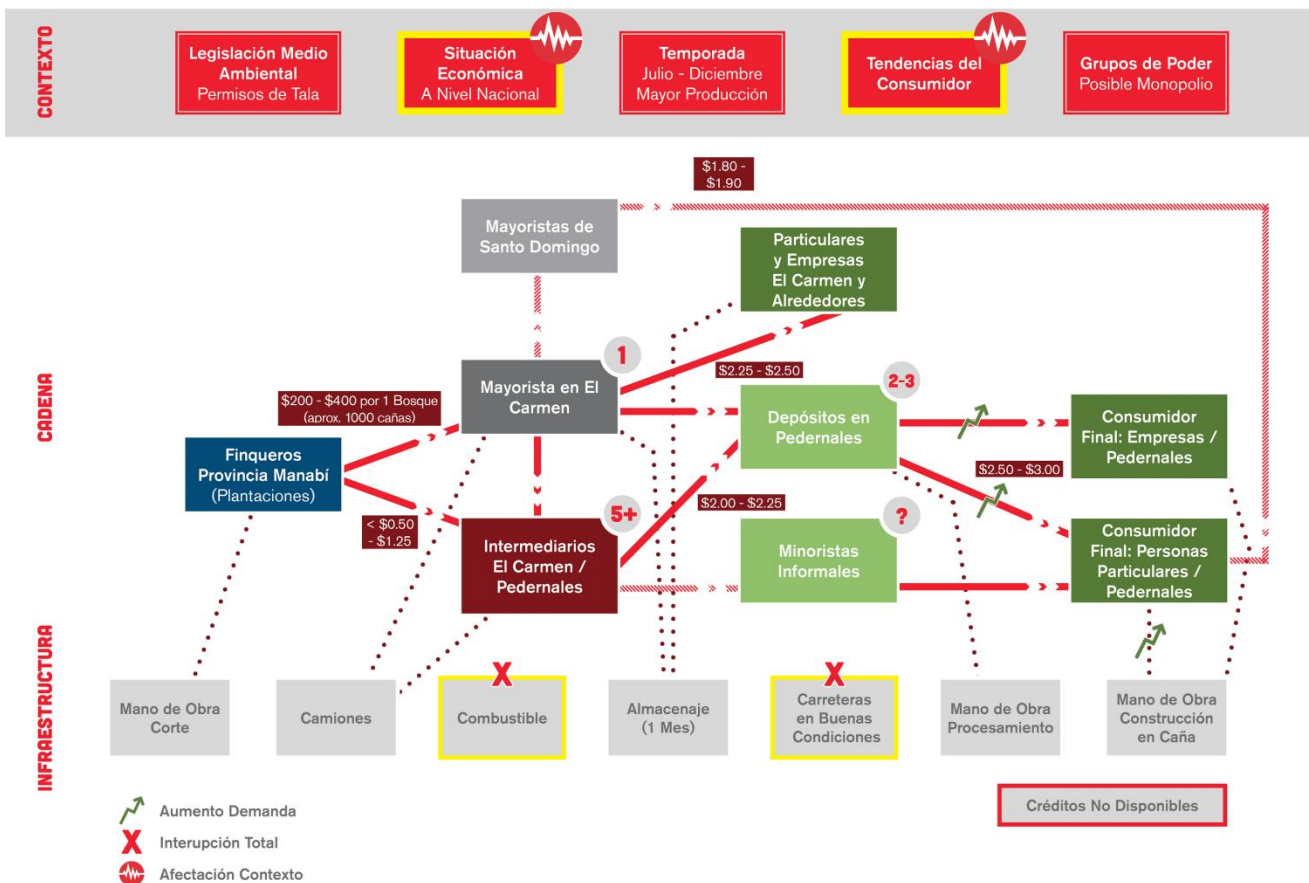 CONTEXTO
Legislación Medio
Ambiental
Permisos de Tala
Situación
Económica
A Nivel Nacional
Temporada
Julio - Diciembre
Mayor Producción
Tendencias del
Consumidor
Grupos de Poder
Posible Monopolio
CADENA
$1.80 -
$1.90
Mayoristas de
Santo Domingo
Particulares
y Empresas
El Carmen y
Alrededores
1
Mayorista en El
Carmen
$2.25 - $2.50
2-3
Depósitos en
Pedernales
Consumidor
Final: Empresas /
Pedernales
$200 - $400 por 1 Bosque
(aprox. 1000 cañas)
Finqueros
Provincia Manabí
(Plantaciones)
< $0.50
- $1.25
$2.50 - $3.00
$2.00 - $2.25
5+
Intermediarios
El Carmen /
Pedernales
?
Minoristas
Informales
Consumidor
Final: Personas
Particulares /
Pedernales
INFRAESTRUCTURA
Mano de Obra
Corte
Camiones
X
Combustible
Almacenaje
(1 Mes)
X
Carreteras
en Buenas
Condiciones
Mano de Obra
Procesamiento
Mano de Obra
Construcción
en Caña
Aumento Demanda
X Interupción Total
Afectación Contexto
Créditos No Disponibles